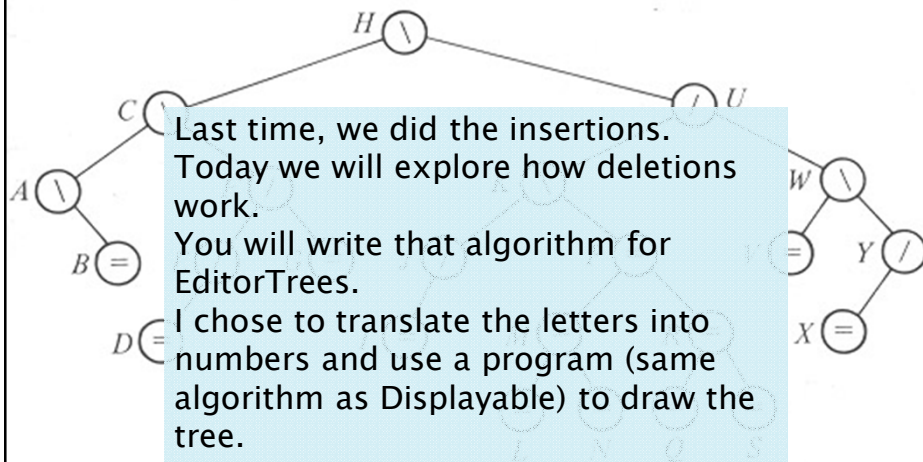 H \
C \ / U
Last time, we did the insertions.
Today we will explore how deletions
A \ W \
work.
You will write that algorithm for
B = = Y /
EditorTrees.
I chose to translate the letters into
D = X =
numbers and use a program (same
algorithm as Displayable) to draw the
tree.
L N Q S